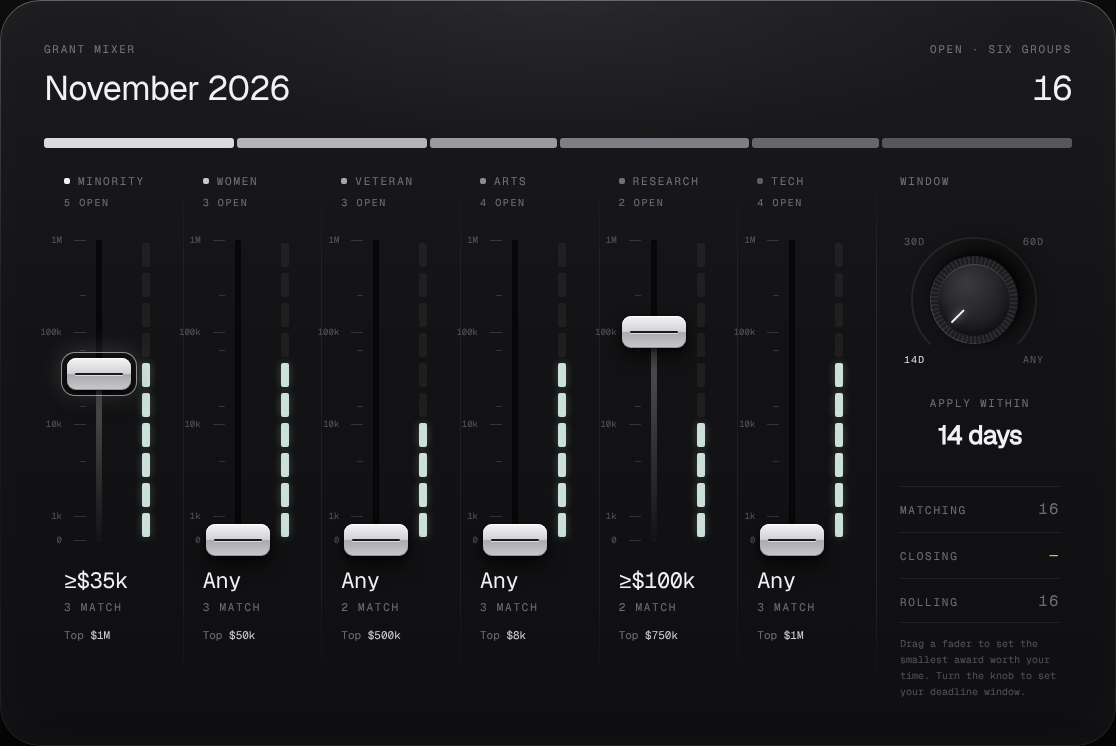 GRANT MIXER
OPEN · SIX GROUPS
November 2026
16
MINORITY
5 OPEN
1M
100k
10k
1k
0
≥$35k
3 MATCH
Top $1M
WOMEN
3 OPEN
1M
100k
10k
1k
0
Any
3 MATCH
Top $50k
VETERAN
3 OPEN
1M
100k
10k
1k
0
Any
2 MATCH
Top $500k
ARTS
4 OPEN
1M
100k
10k
1k
0
Any
3 MATCH
Top $8k
RESEARCH
2 OPEN
1M
100k
10k
1k
0
≥$100k
2 MATCH
Top $750k
TECH
4 OPEN
1M
100k
10k
1k
0
Any
3 MATCH
Top $1M
WINDOW
30D
60D
14D
ANY
APPLY WITHIN
14 days
MATCHING 16
CLOSING —
ROLLING 16
Drag a fader to set the
smallest award worth your
time. Turn the knob to set
your deadline window.